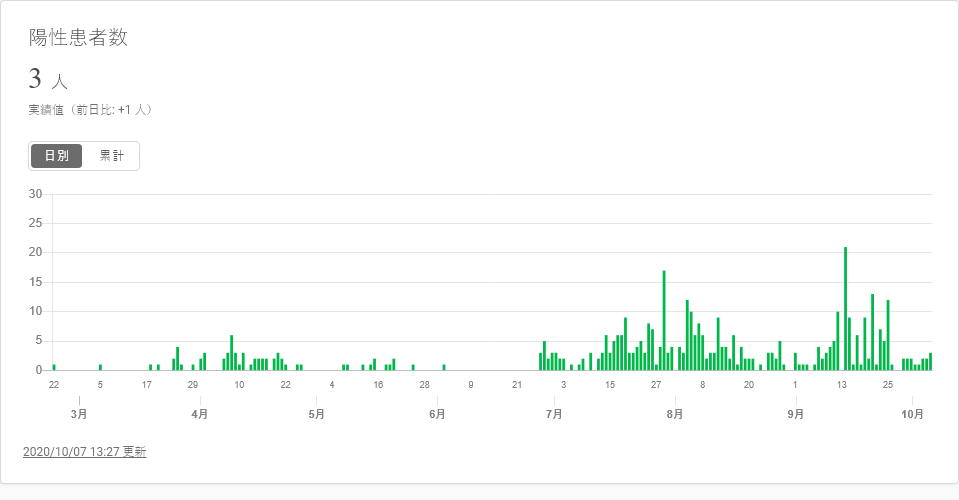 陽性患者数
3 人
実績値（前日比: +1 人）
日別 累計
30
25
20
15
10
5
0
22 5 17 29 10 22 4 16 28 9 21 3 15 27 8 20 1 13 25
3月 4月 5月 6月 7月 8月 9月 10月
2020/10/07 13:27 更新